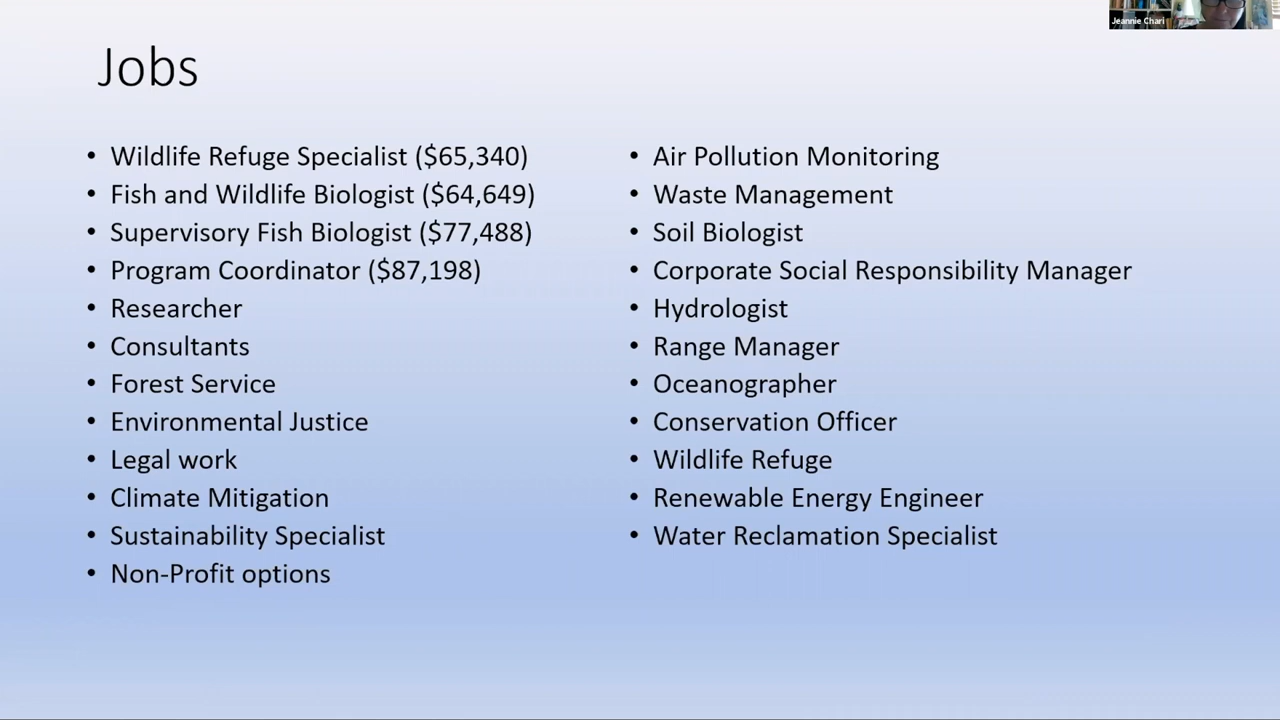 Jeannie Chari
Jobs
• Wildlife Refuge Specialist ($65,340)
• Fish and Wildlife Biologist ($64,649)
• Supervisory Fish Biologist ($77,488)
• Program Coordinator ($87,198)
• Researcher
• Consultants
• Forest Service
• Environmental Justice
• Legal work
• Climate Mitigation
• Sustainability Specialist
• Non-Profit options
• Air Pollution Monitoring
• Waste Management
• Soil Biologist
• Corporate Social Responsibility Manager
• Hydrologist
• Range Manager
• Oceanographer
• Conservation Officer
• Wildlife Refuge
• Renewable Energy Engineer
• Water Reclamation Specialist